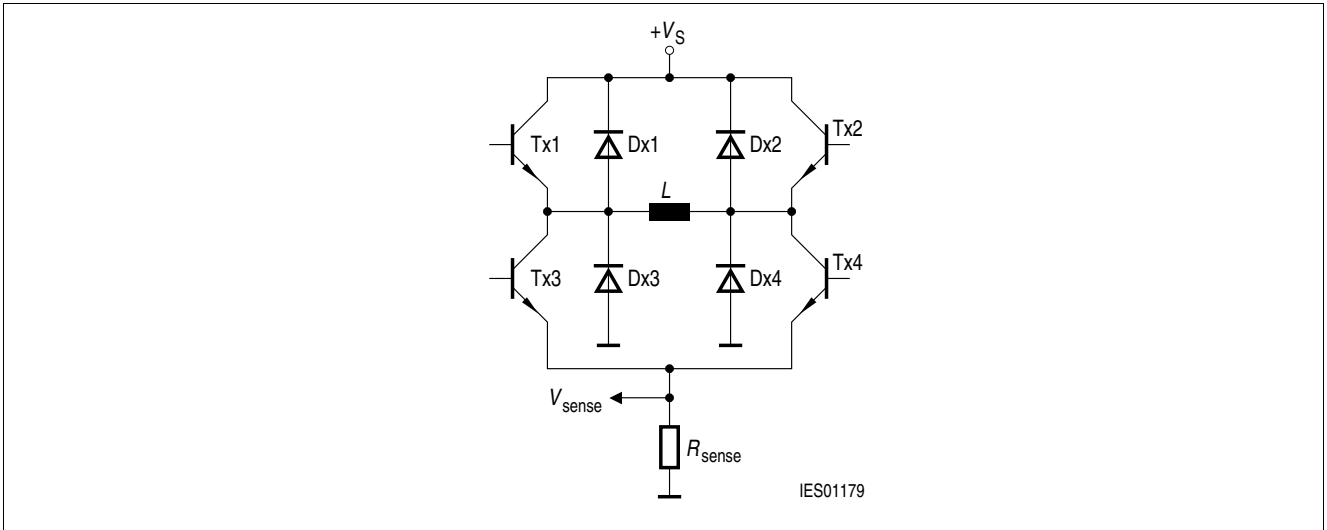 +VS
Tx1
Dx1
Dx2
Tx2
L
Tx3
Dx3
Dx4
Tx4
Vsense
Rsense
IES01179